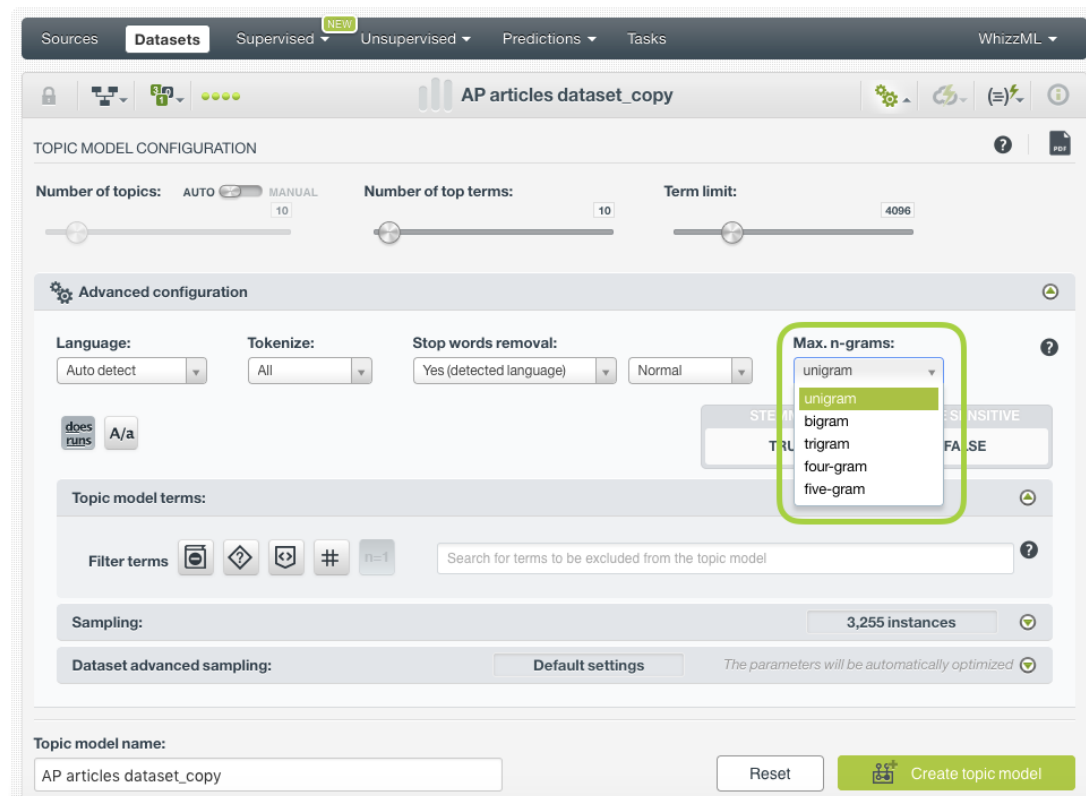 NEW
Sources Datasets Supervised Unsupervised Predictions Tasks WhizzML
AP articles dataset_copy
TOPIC MODEL CONFIGURATION
PDF
Number of topics: AUTO MANUAL Number of top terms: Term limit:
10 10 4096
Advanced configuration
Language: Tokenize: Stop words removal: Max. n-grams:
Auto detect All Yes (detected language) Normal unigram
unigram
bigram
trigram
four-gram
five-gram
does
runs
A/a
FALSE
Topic model terms:
Filter terms # n=1 Search for terms to be excluded from the topic model
Sampling: 3,255 instances
Dataset advanced sampling: Default settings The parameters will be automatically optimized
Topic model name:
AP articles dataset_copy Reset Create topic model